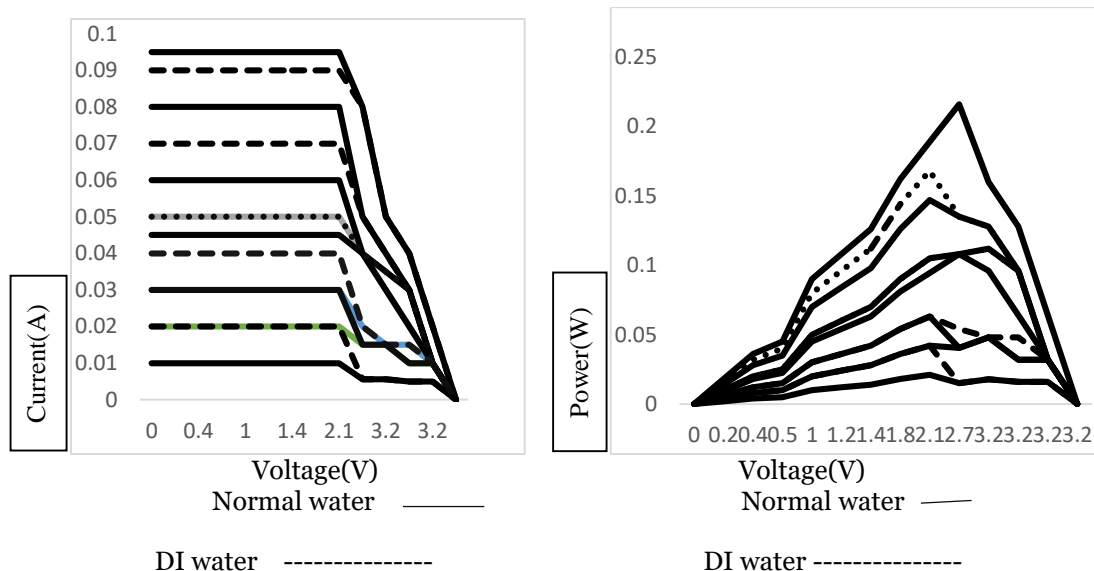 0.1
0.09
0.08
0.07
0.06
0.05
0.04
0.03
0.02
0.01
0
Current(A)
0 0.4 1 1.4 2.1 3.2 3.2
Voltage(V)
Normal water
DI water
0.25
0.2
0.15
0.1
0.05
0
Power(W)
0 0.20.40.5 1 1.21.41.82.12.73.23.23.23.2
Voltage(V)
Normal water
DI water